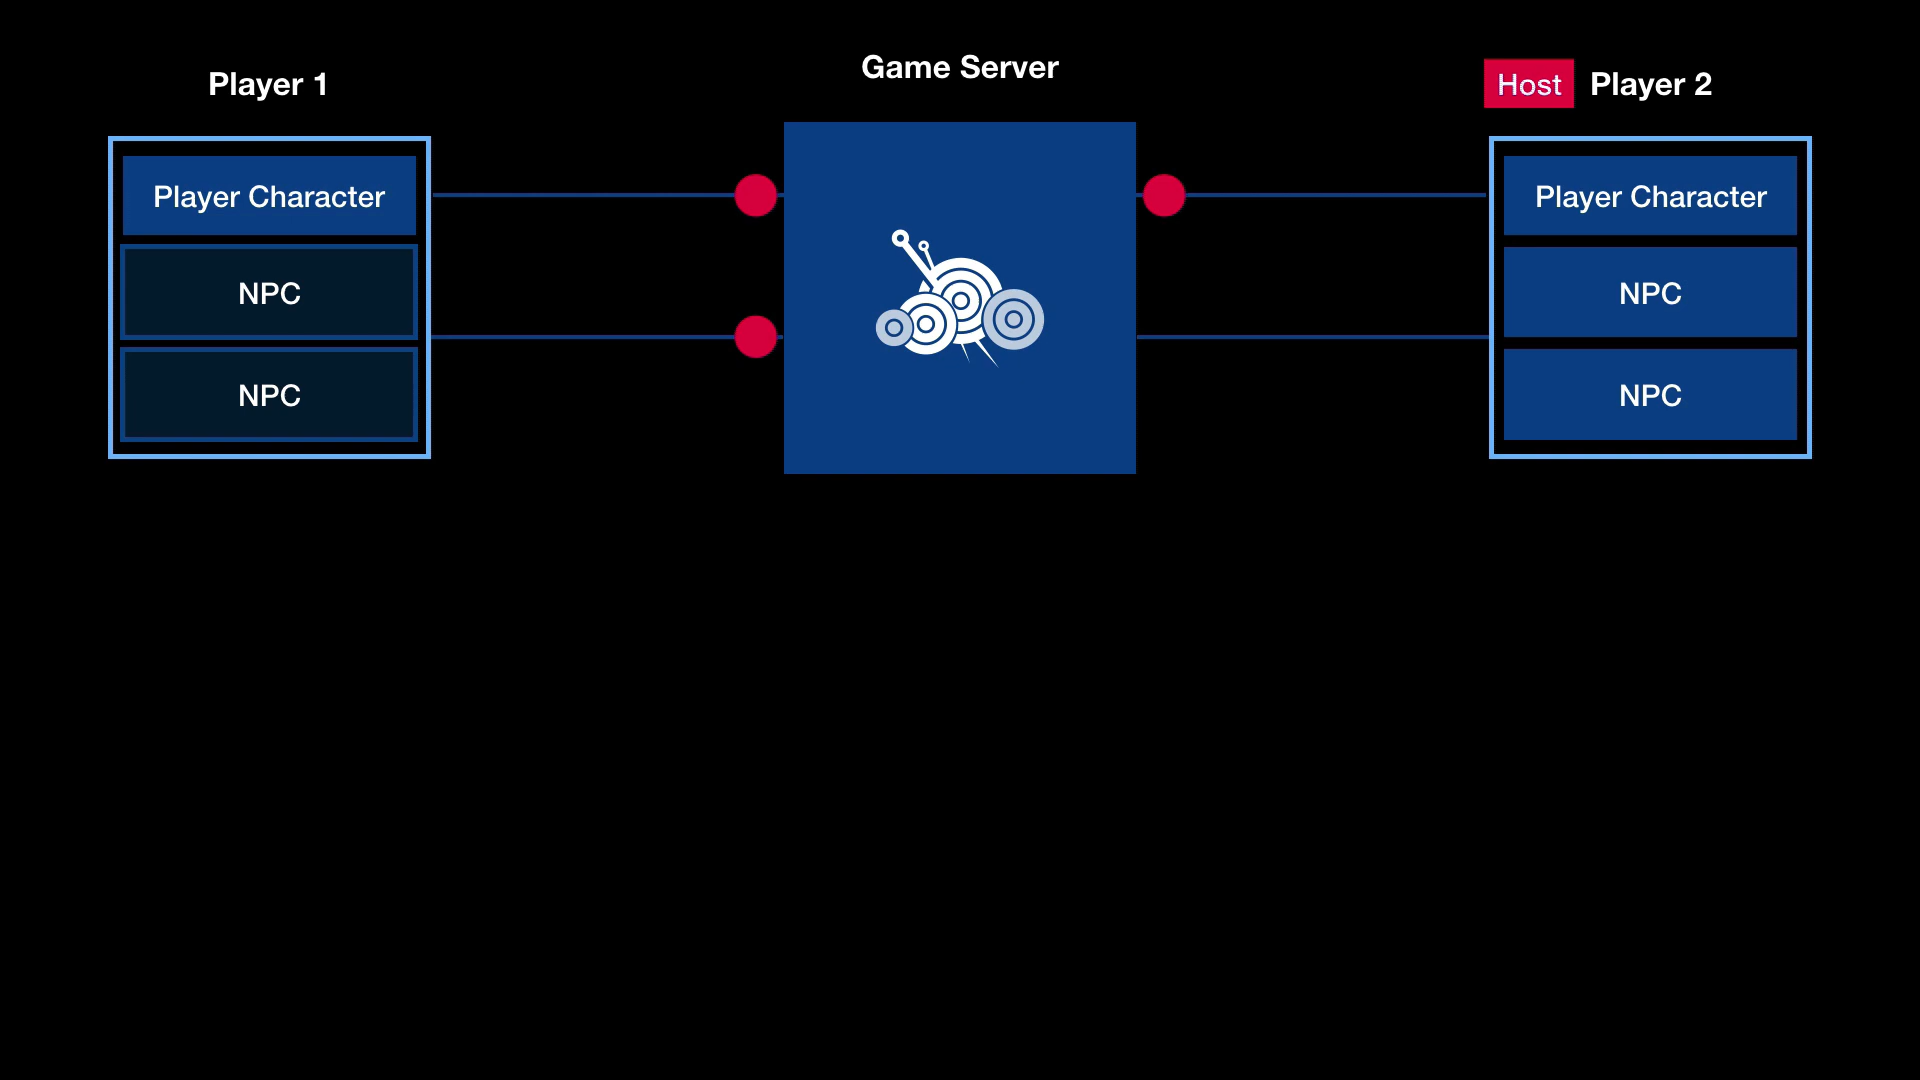 Player 1
Player Character
NPC
NPC
Game Server
Host Player 2
Player Character
NPC
NPC